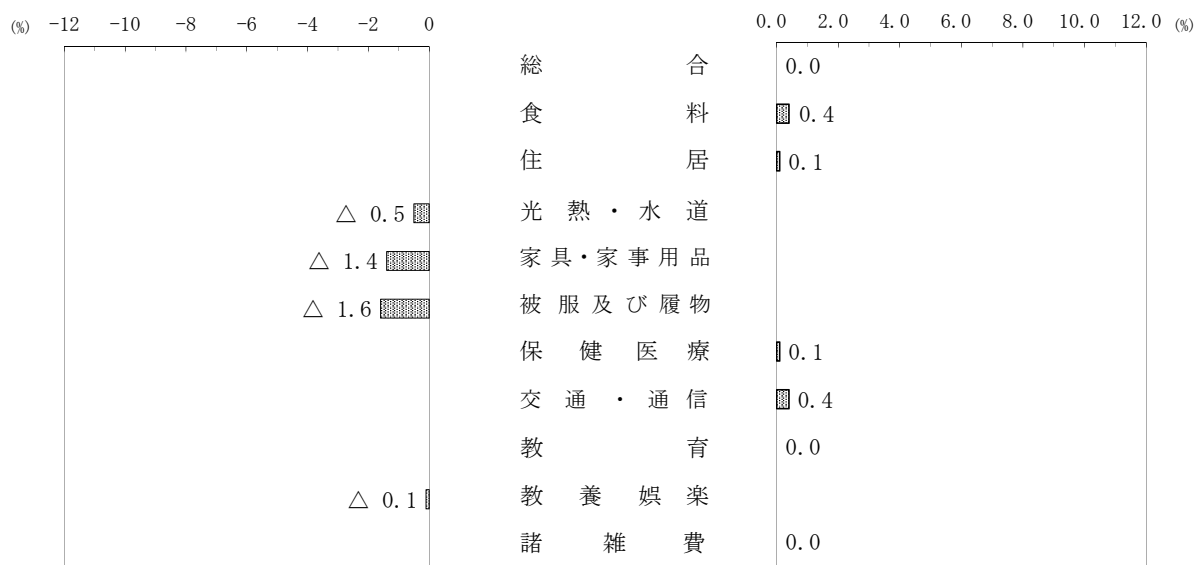 (%) -12 -10 -8 -6 -4 -2 0 0.0 2.0 4.0 6.0 8.0 10.0 12.0 (%)
総合 0.0
食料 0.4
住居 0.1
△ 0.5 光熱・水道
△ 1.4 家具・家事用品
△ 1.6 被服及び履物
保健医療 0.1
交通・通信 0.4
教育 0.0
△ 0.1 教養娯楽
諸雑費 0.0